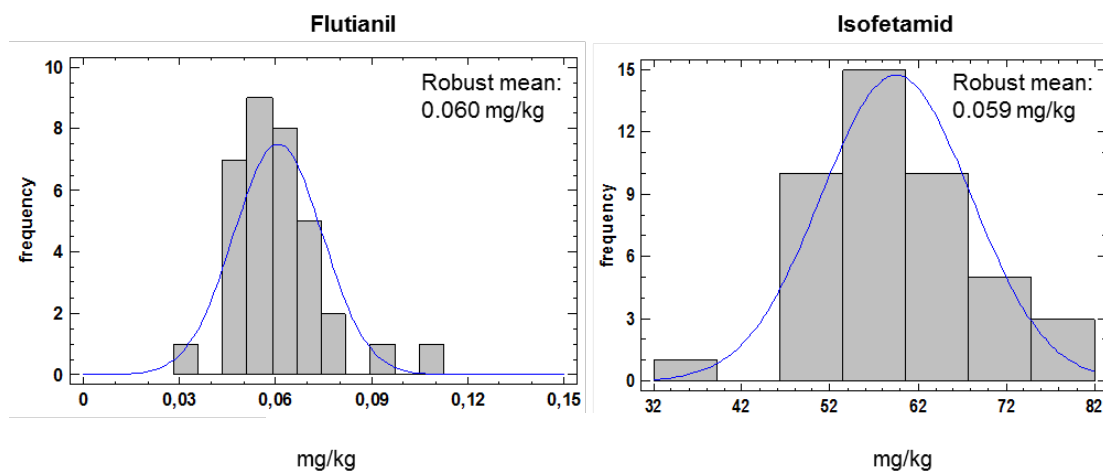 Flutianil
Robust mean:
0.060 mg/kg
frequency
10
8
6
4
2
0
0
0,03
0,06
0,09
0,12
0,15
mg/kg
Isofetamid
Robust mean:
0.059 mg/kg
frequency
15
12
9
6
3
0
32
42
52
62
72
82
mg/kg